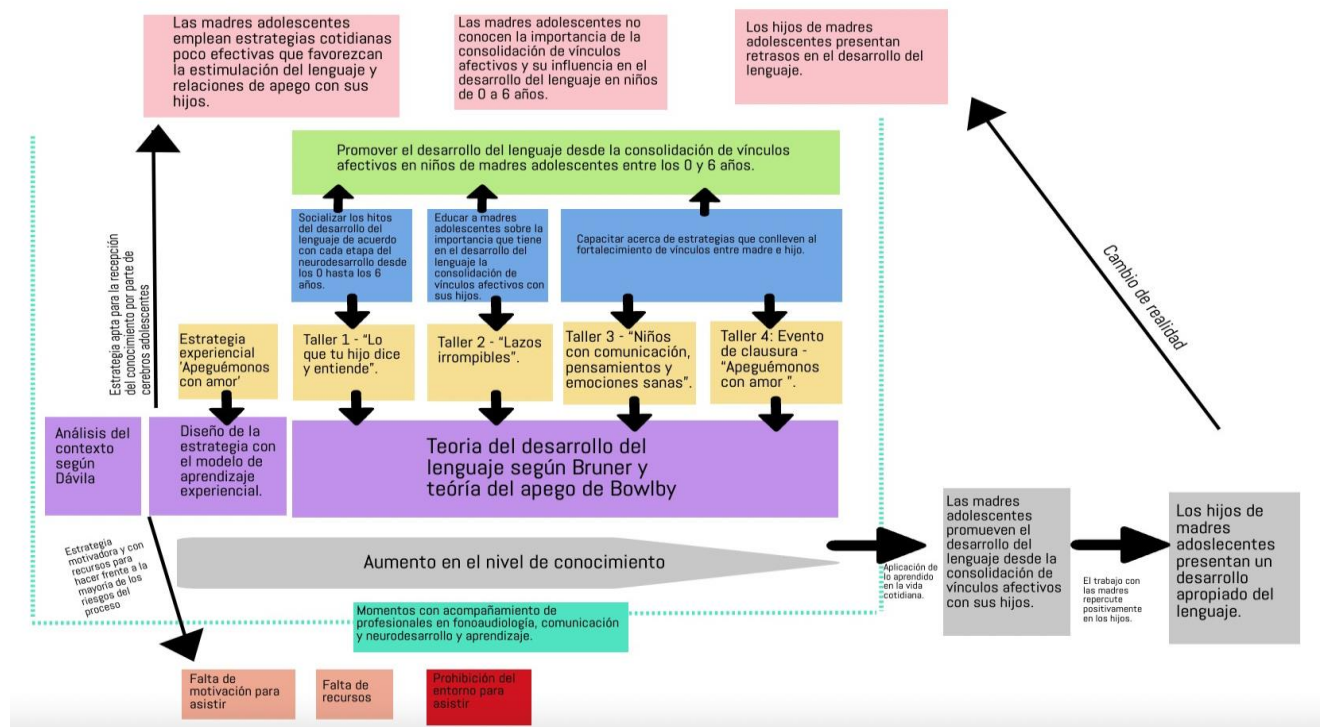 Las madres adolescentes
emplean estrategias cotidianas
poco efectivas que favorezcan
la estimulación del lenguaje y
relaciones de apego con sus
hijos.
Las madres adolescentes no
conocen la importancia de la
consolidación de vínculos
afectivos y su influencia en el
desarrollo del lenguaje en niños
de 0 a 6 años.
Los hijos de madres
adolescentes presentan
retrasos en el desarrollo del
lenguaje.
Promover el desarrollo del lenguaje desde la consolidación de vínculos
afectivos en niños de madres adolescentes entre los 0 y 6 años.
Socializar los hitos
del desarrollo del
lenguaje de acuerdo
con cada etapa del
neurodesarrollo desde
los 0 hasta los 6
años.
Educar a madres
adolescentes sobre la
importancia que tiene
en el desarrollo del
lenguaje la
consolidación de
vínculos afectivos con
sus hijos.
Capacitar acerca de estrategias que conlleven al
fortalecimiento de vínculos entre madre e hijo.
Estrategia apta para la recepción
del conocimiento por parte de
cerebros adolescentes
Cambio de realidad
Estrategia
experiencial
'Apeguémonos
con amor'
Taller 1 - “Lo
que tu hijo dice
y entiende”.
Taller 2 - “Lazos
irrompibles”.
Taller 3 - “Niños
con comunicación,
pensamientos y
emociones sanas”.
Taller 4: Evento
de clausura -
“Apeguémonos
con amor ”.
Análisis del
contexto
según
Dávila
Diseño de la
estrategia con
el modelo de
aprendizaje
experiencial.
Teoria del desarrollo del
lenguaje según Bruner y
teóría del apego de Bowlby
Estrategia
motivadora y con
recursos para
hacer frente a la
mayoría de los
riesgos del
proceso
Aumento en el nivel de conocimiento
Aplicación de
lo aprendido
en la vida
cotidiana.
Las madres
adolescentes
promueven el
desarrollo del
lenguaje desde la
consolidación de
vínculos afectivos
con sus hijos.
El trabajo con
las madres
repercute
positivamente
en los hijos.
Los hijos de
madres
adoslecentes
presentan un
desarrollo
apropiado del
lenguaje.
Momentos con acompañamiento de
profesionales en fonoaudiología, comunicación
y neurodesarrollo y aprendizaje.
Falta de
motivación para
asistir
Falta de
recursos
Prohibición del
entorno para
asistir